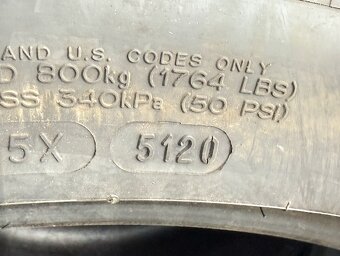 AND U.S. CODES ONLY
D 800kg (1764 LBS)
SS 340kPa (50 PSI)
5X 5120